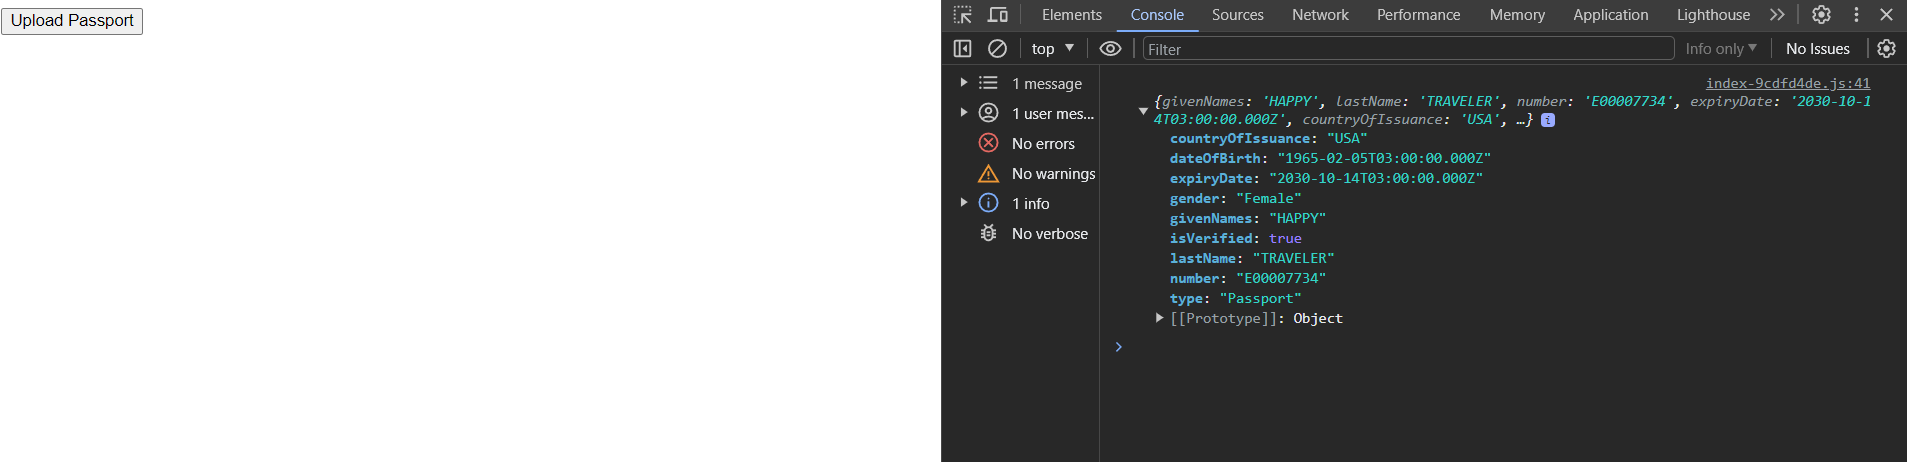 Upload Passport
Elements Console Sources Network Performance Memory Application Lighthouse
top Filter Info only No Issues
1 message
1 user mes...
No errors
No warnings
1 info
No verbose
index-9cdfd4de.js:41
{givenNames: 'HAPPY', lastName: 'TRAVELER', number: 'E00007734', expiryDate: '2030-10-1
4T03:00:00.000Z', countryOfIssuance: 'USA', …} i
countryOfIssuance: "USA"
dateOfBirth: "1965-02-05T03:00:00.000Z"
expiryDate: "2030-10-14T03:00:00.000Z"
gender: "Female"
givenNames: "HAPPY"
isVerified: true
lastName: "TRAVELER"
number: "E00007734"
type: "Passport"
[[Prototype]]: Object